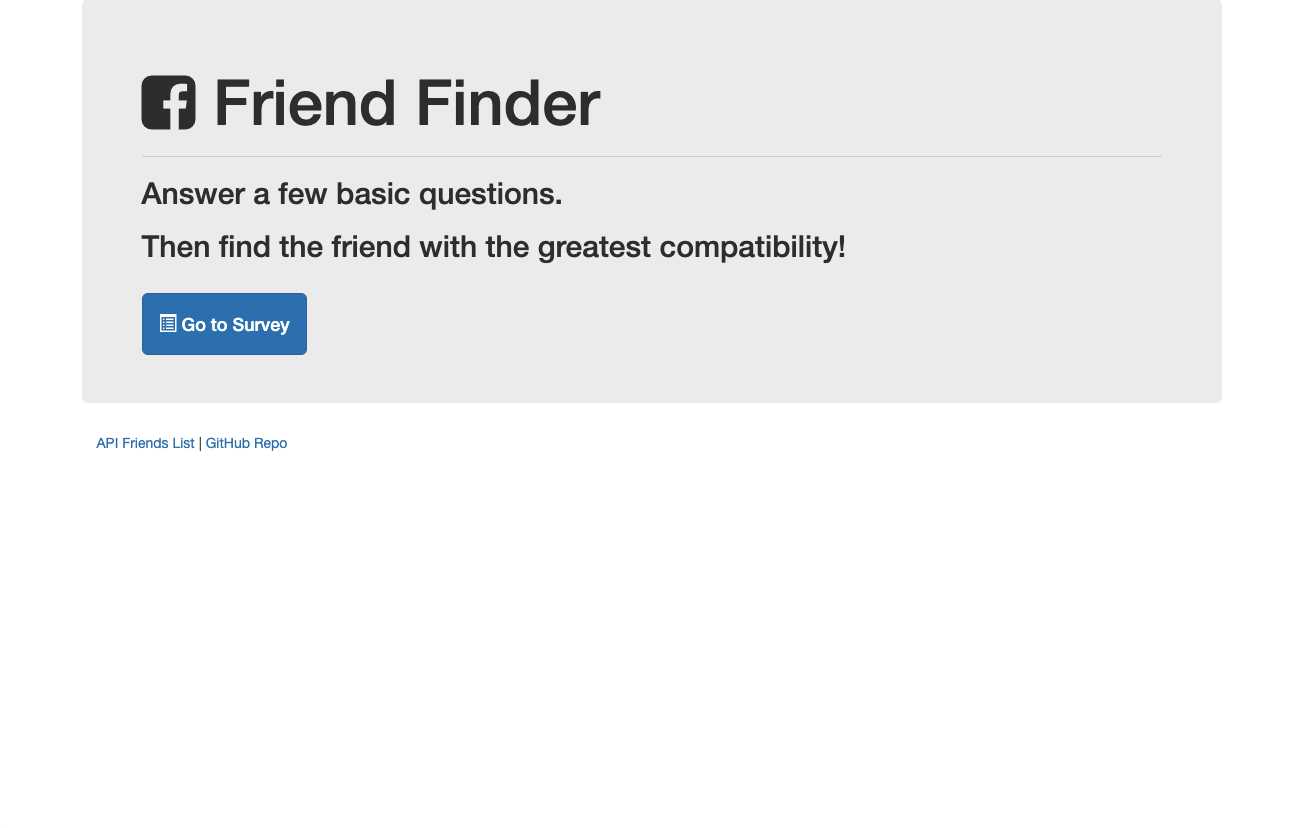 Friend Finder
Answer a few basic questions.
Then find the friend with the greatest compatibility!
Go to Survey
API Friends List | GitHub Repo